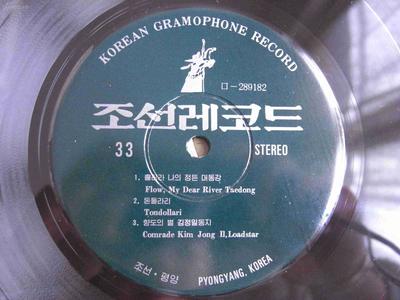 KOREAN GRAMOPHONE RECORD
ㅁ-289182
조선레코드
33 STEREO
1. 흘러라 나의 정든 대동강
Flow, My Dear River Taedong
2. 돈돌라리
Tondollari
3. 향도의 별 김정일동지
Comrade Kim Jong Il, Loadstar
조선·평양 PYONGYANG, KOREA